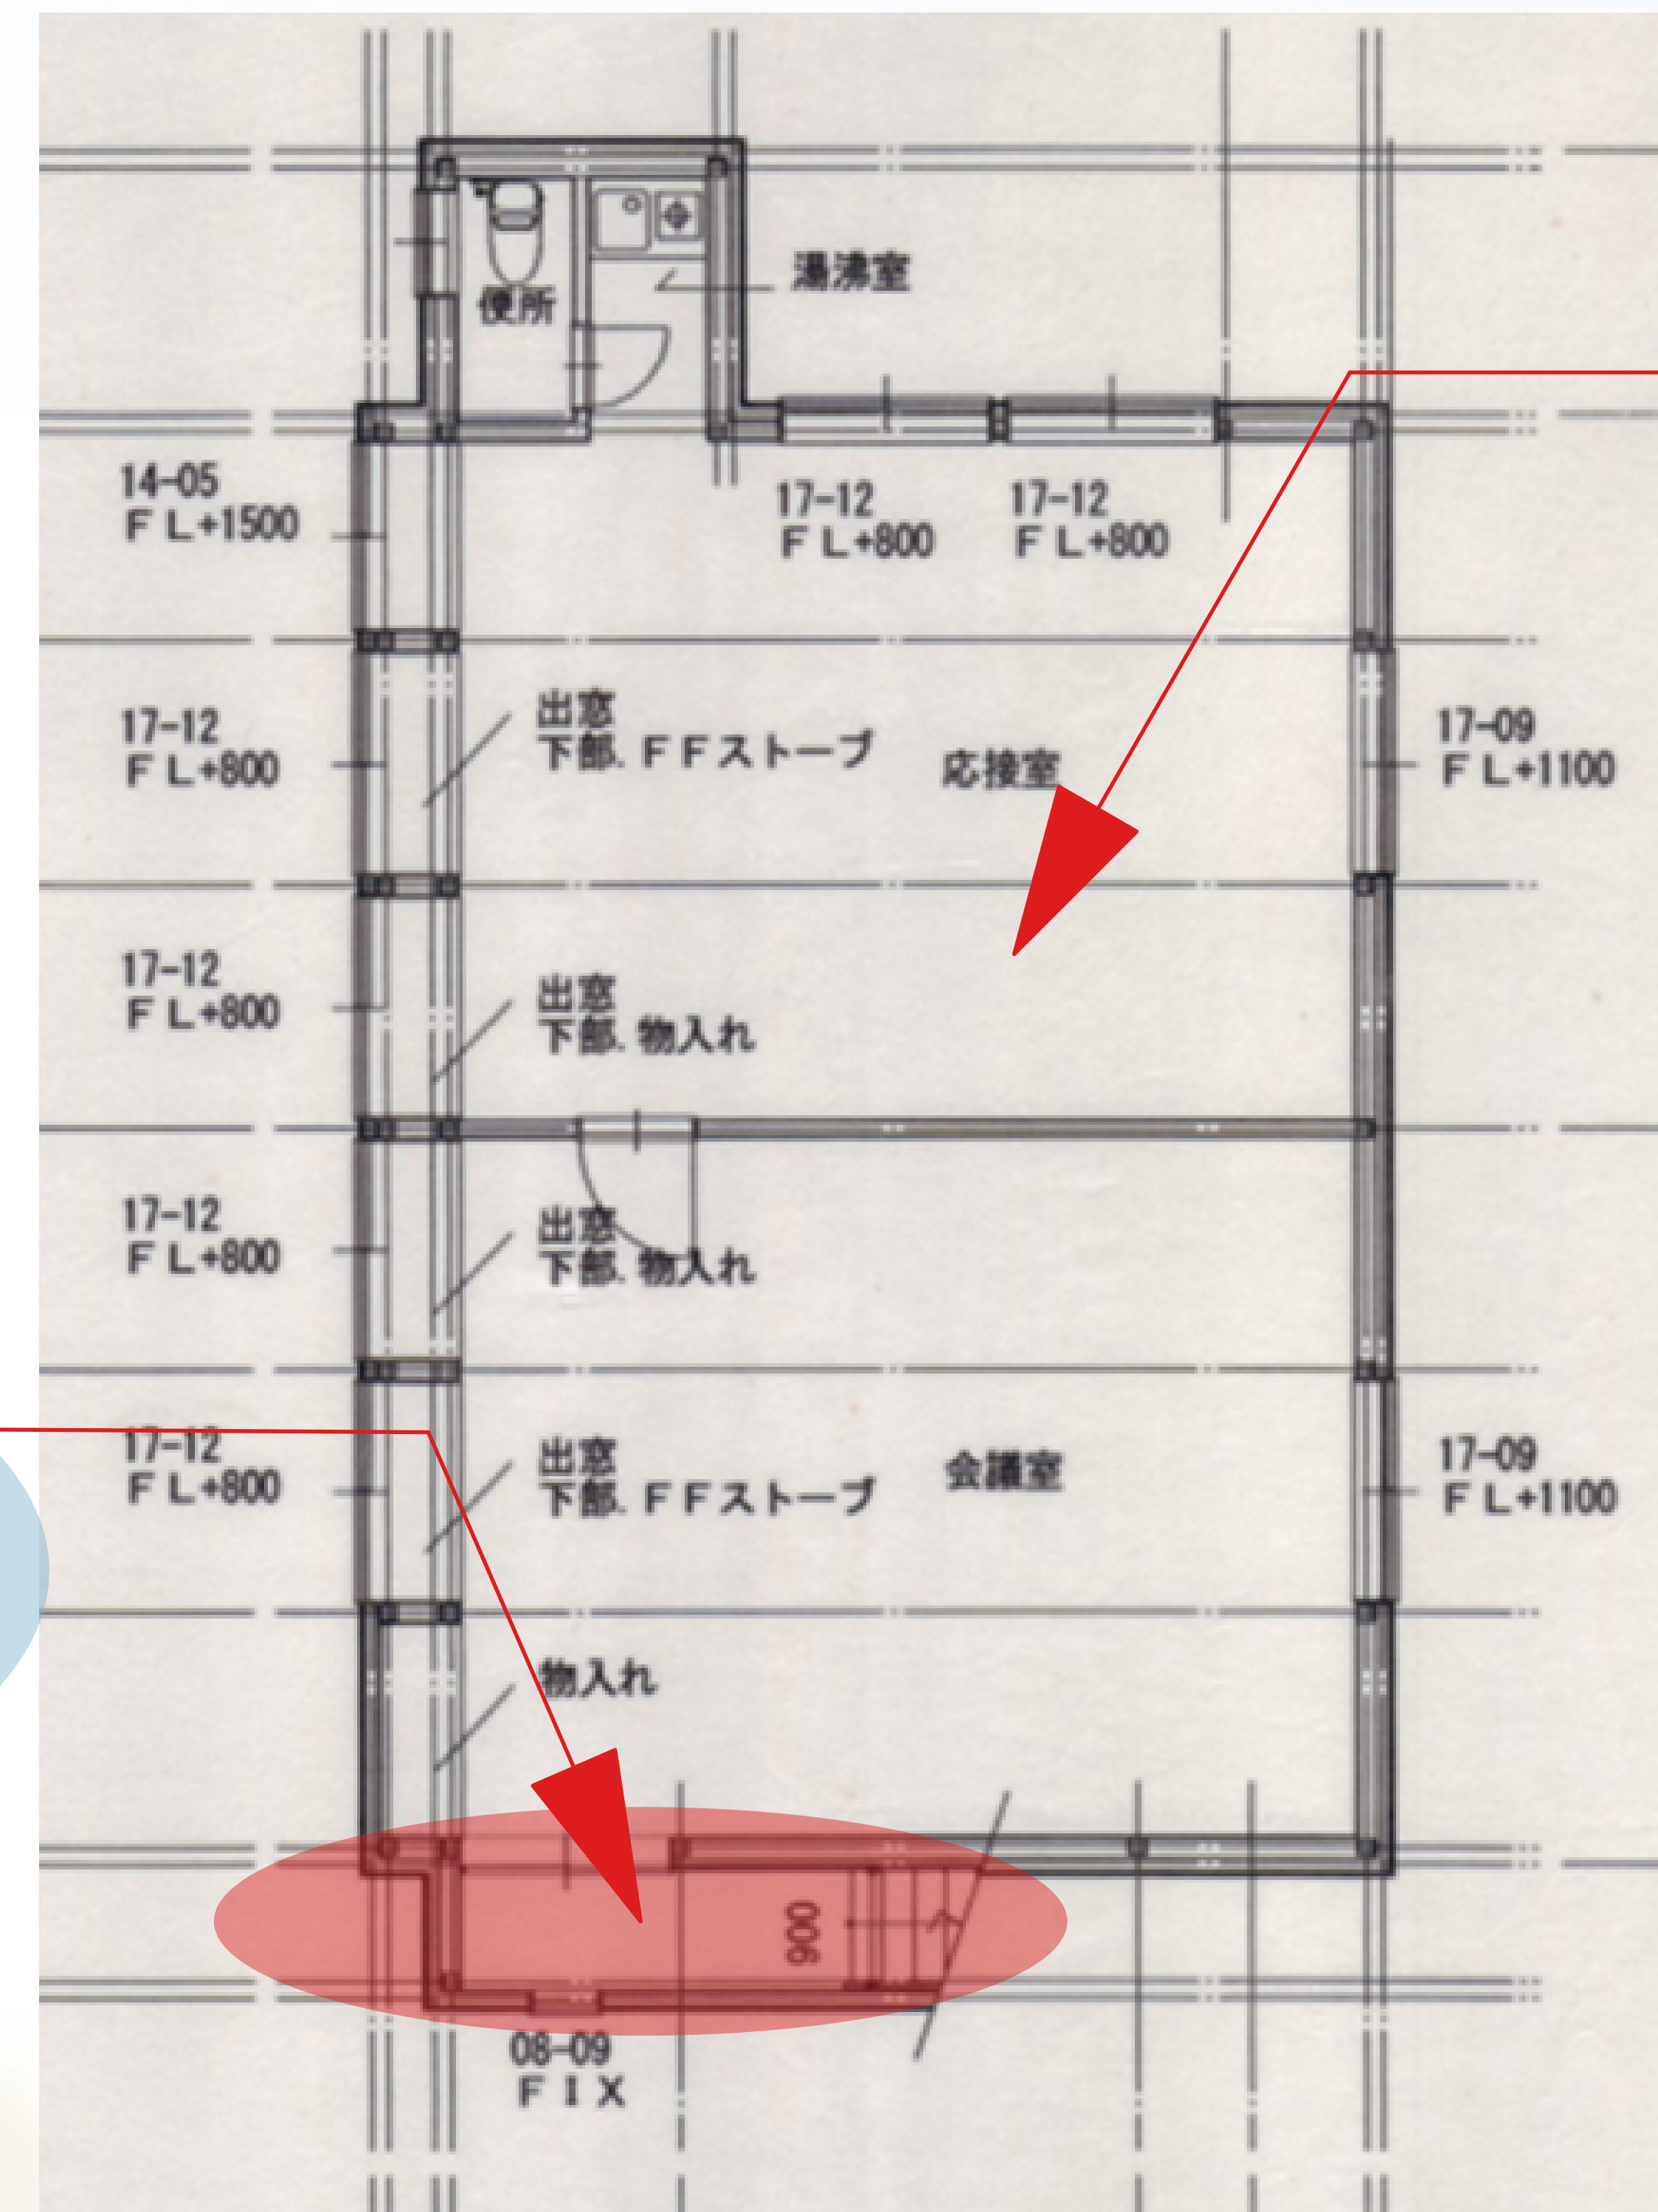 湯沸室
便所
14-05
ＦＬ+1500
17-12
ＦＬ+800
17-12
ＦＬ+800
17-12
ＦＬ+800
出窓
下部.ＦＦストーブ
応接室
17-09
ＦＬ+1100
17-12
ＦＬ+800
出窓
下部.物入れ
17-12
ＦＬ+800
出窓
下部.物入れ
17-12
ＦＬ+800
出窓
下部.ＦＦストーブ
会議室
17-09
ＦＬ+1100
物入れ
900
08-09
ＦＩＸ